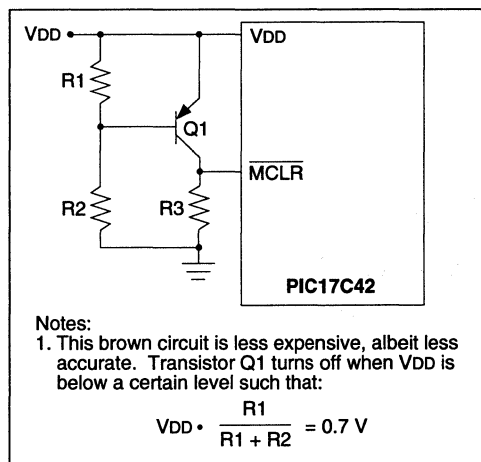 VDD
VDD
R1
Q1
MCLR
R2
R3
PIC17C42
Notes:
1. This brown circuit is less expensive, albeit less
accurate. Transistor Q1 turns off when VDD is
below a certain level such that:
VDD • R1 / (R1 + R2) = 0.7 V